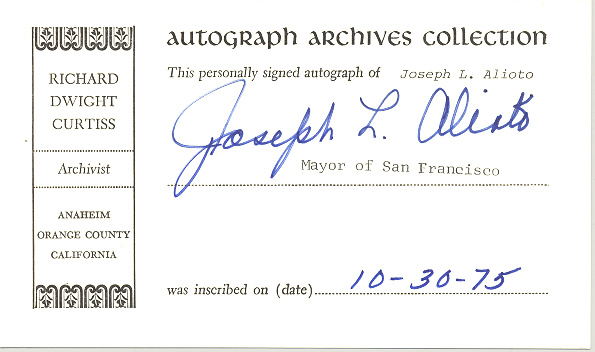 RICHARD
DWIGHT
CURTISS
Archivist
ANAHEIM
ORANGE COUNTY
CALIFORNIA
AUTOGRAPH ARCHIVES COLLECTION
This personally signed autograph of Joseph L. Alioto
Joseph L. Alioto
Mayor of San Francisco
was inscribed on (date) 10-30-75